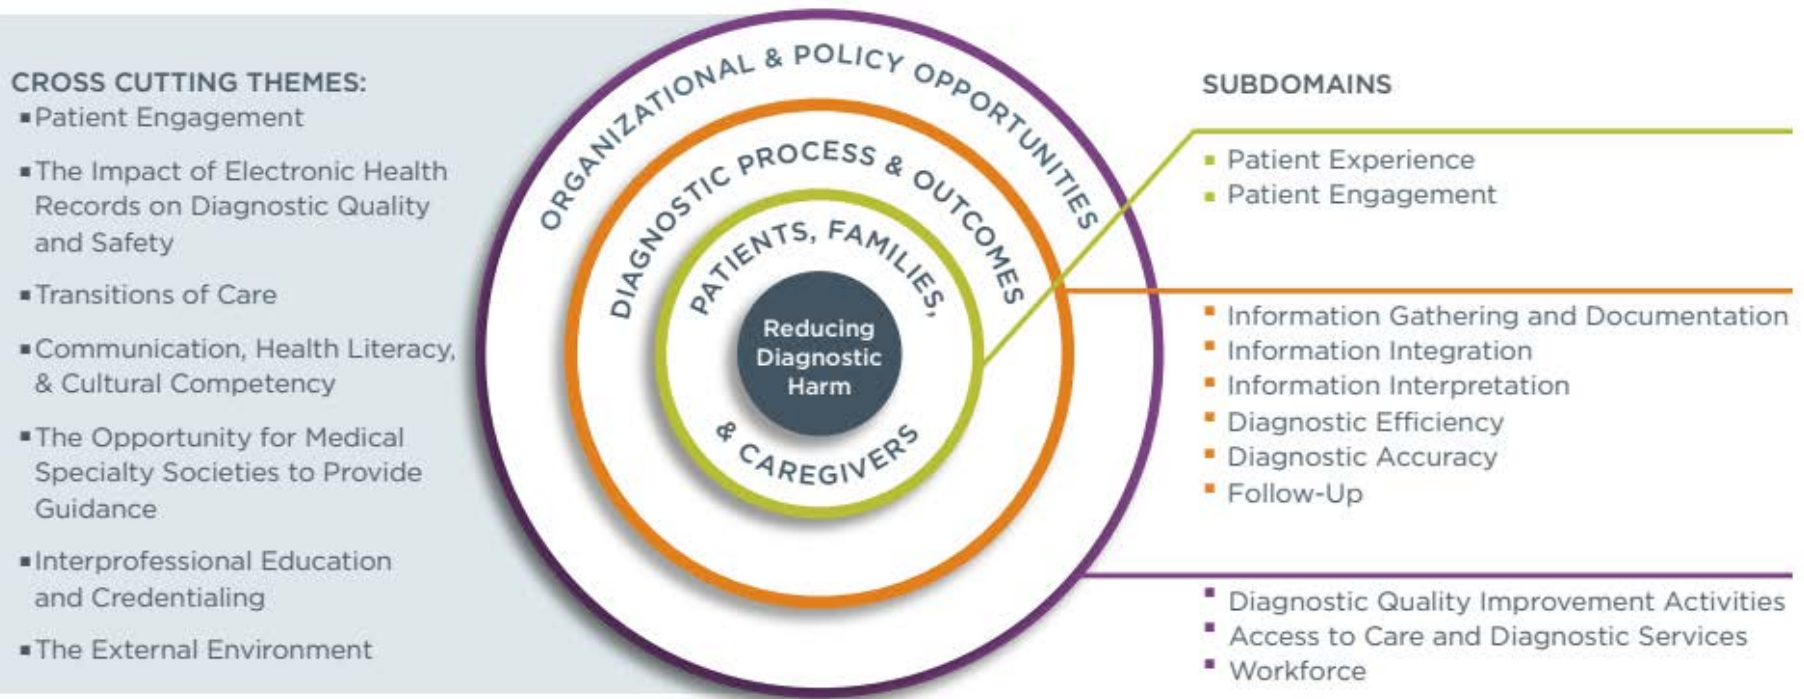 CROSS CUTTING THEMES:
▪Patient Engagement
▪The Impact of Electronic Health
Records on Diagnostic Quality
and Safety
▪Transitions of Care
▪Communication, Health Literacy,
& Cultural Competency
▪The Opportunity for Medical
Specialty Societies to Provide
Guidance
▪Interprofessional Education
and Credentialing
▪The External Environment
ORGANIZATIONAL & POLICY OPPORTUNITIES
DIAGNOSTIC PROCESS & OUTCOMES
PATIENTS, FAMILIES,
& CAREGIVERS
Reducing
Diagnostic
Harm
SUBDOMAINS
▪ Patient Experience
▪ Patient Engagement
▪ Information Gathering and Documentation
▪ Information Integration
▪ Information Interpretation
▪ Diagnostic Efficiency
▪ Diagnostic Accuracy
▪ Follow-Up
▪ Diagnostic Quality Improvement Activities
▪ Access to Care and Diagnostic Services
▪ Workforce